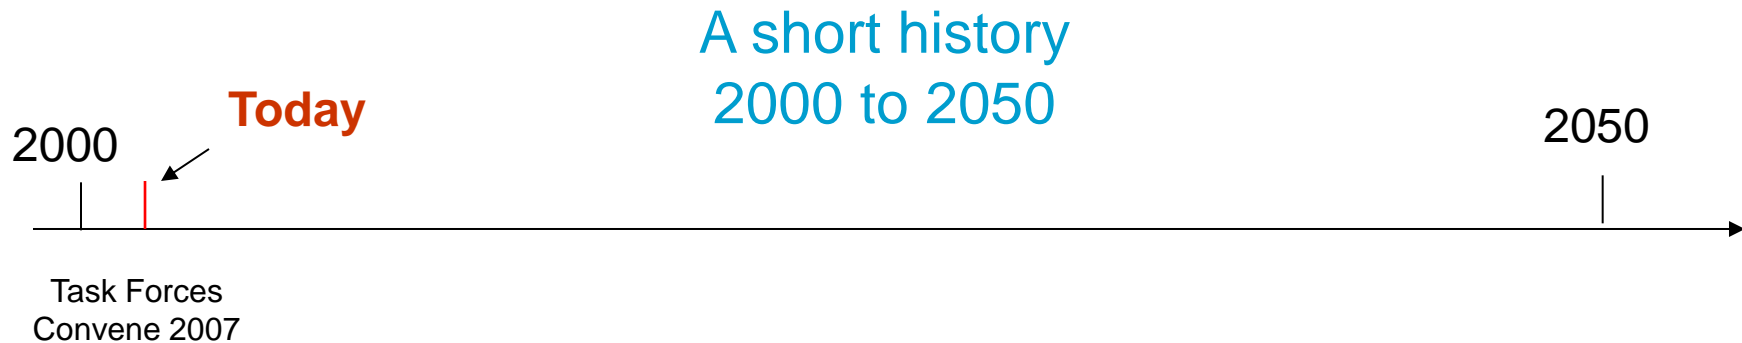 A short history
2000 to 2050
Today
2000
2050
Task Forces
Convene 2007